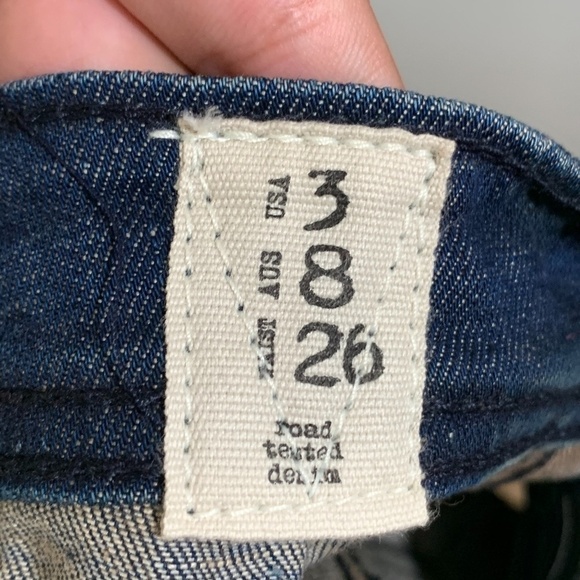 USA 3
AUS 8
WAIST 26
road
tested
denim